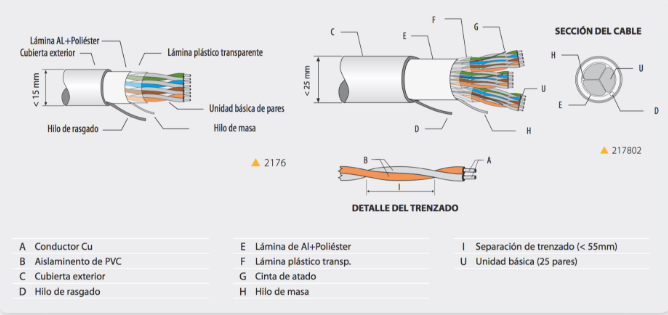 Lámina AL+Poliéster
Cubierta exterior
Lámina plástico transparente
< 15 mm
Unidad básica de pares
Hilo de rasgado
Hilo de masa
▲ 2176
C
E
F
G
< 25 mm
U
D
H
SECCIÓN DEL CABLE
H
U
E
D
▲ 217802
B
A
I
DETALLE DEL TRENZADO
A Conductor Cu
B Aislamiento de PVC
C Cubierta exterior
D Hilo de rasgado
E Lámina de Al+Poliéster
F Lámina plástico transp.
G Cinta de atado
H Hilo de masa
I Separación de trenzado (< 55mm)
U Unidad básica (25 pares)